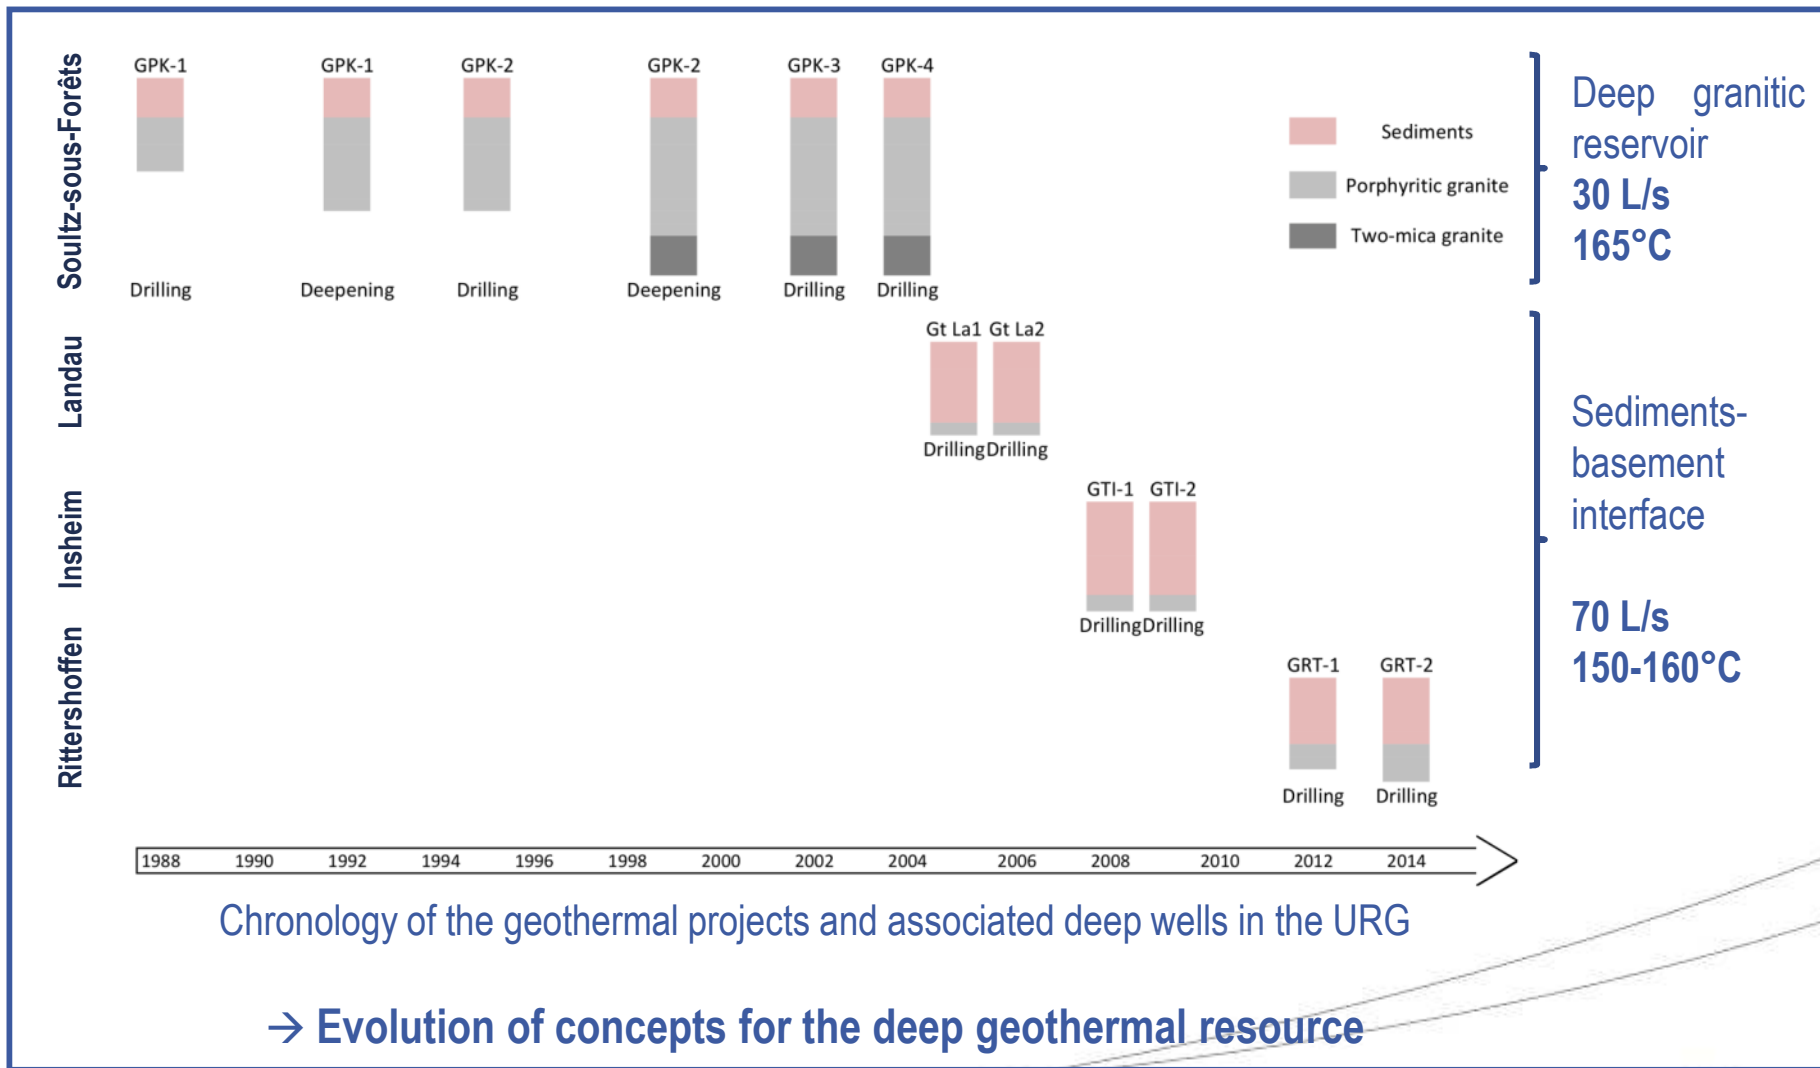 Soultz-sous-Forêts
GPK-1 GPK-1 GPK-2 GPK-2 GPK-3 GPK-4
Drilling Deepening Drilling Deepening Drilling Drilling
Sediments
Porphyritic granite
Two-mica granite
Deep granitic
reservoir
30 L/s
165°C
Landau
Gt La1 Gt La2
Drilling Drilling
Insheim
GTI-1 GTI-2
Drilling Drilling
Rittershoffen
GRT-1 GRT-2
Drilling Drilling
Sediments-
basement
interface
70 L/s
150-160°C
1988 1990 1992 1994 1996 1998 2000 2002 2004 2006 2008 2010 2012 2014
Chronology of the geothermal projects and associated deep wells in the URG
→ Evolution of concepts for the deep geothermal resource